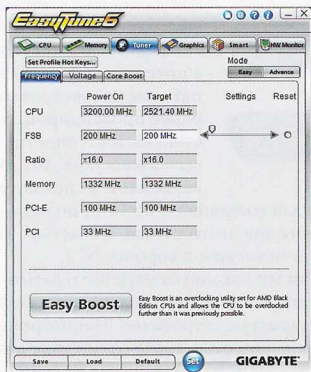 EasyTune6
CPU Memory Tuner Graphics Smart HW Monitor
Set Profile Hot Keys...
Mode
Easy Advance
Frequency Voltage Core Boost
Power On Target Settings Reset
CPU 3200.00 MHz 2521.40 MHz
FSB 200 MHz 200 MHz
Ratio x16.0 x16.0
Memory 1332 MHz 1332 MHz
PCI-E 100 MHz 100 MHz
PCI 33 MHz 33 MHz
Easy Boost
Easy Boost is an overclocking utility set for AMD Black
Edition CPUs and allows the CPU to be overclocked
further than it was previously possible.
Save Load Default Set GIGABYTE